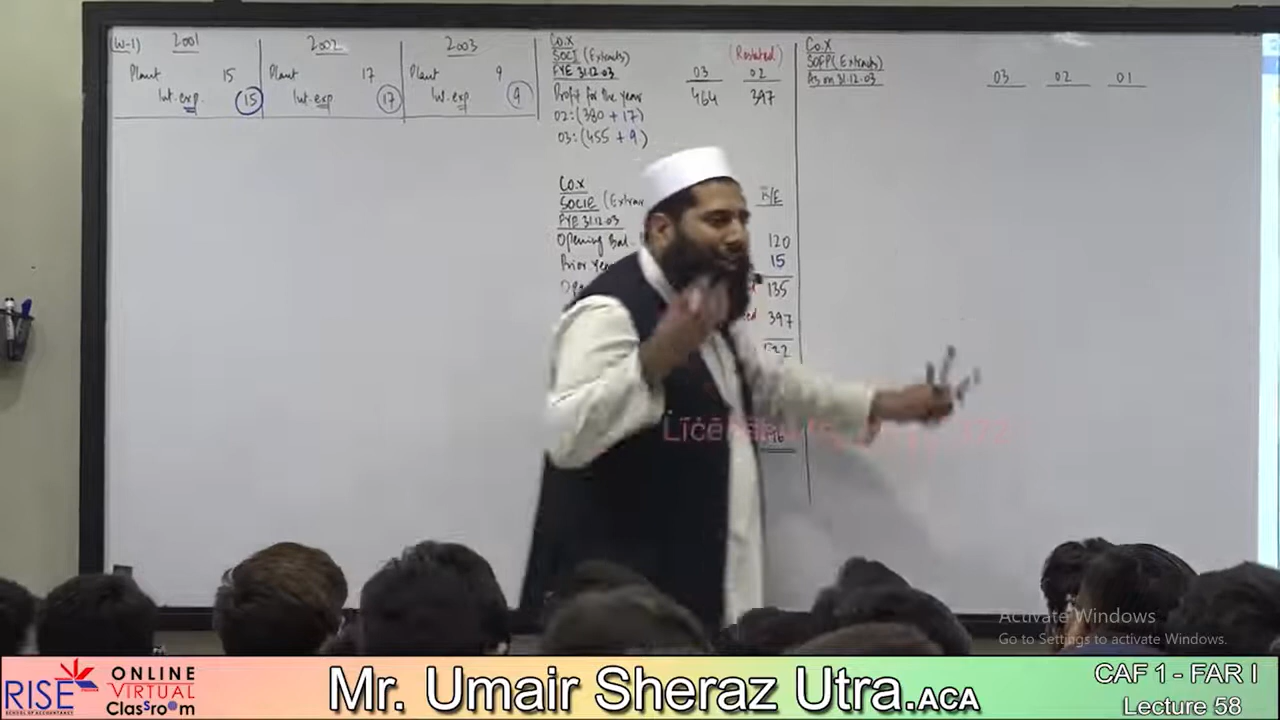 (W-1) 2001
Plant 15
Int. exp. 15
2002
Plant 17
Int. exp 17
2003
Plant 9
Int. exp 9
Co.X
SOCI (Extracts)
FYE 31.12.03
(Restated)
03 02
Profit for the year 464 397
02: (380 + 17)
03: (455 + 9)
Co.X
SOCIE
FYE 31.12.03
R/E
Opening Bal 120
Prior 15
135
397
Co.X
SOFP (Extracts)
As on 31.12.03
03 02 01
Activate Windows
Go to Settings to activate Windows.
RISE
SCHOOL OF ACCOUNTANCY
ONLINE
VIRTUAL
ClassroOm
Mr. Umair Sheraz Utra.ACA
CAF 1 - FAR I
Lecture 58